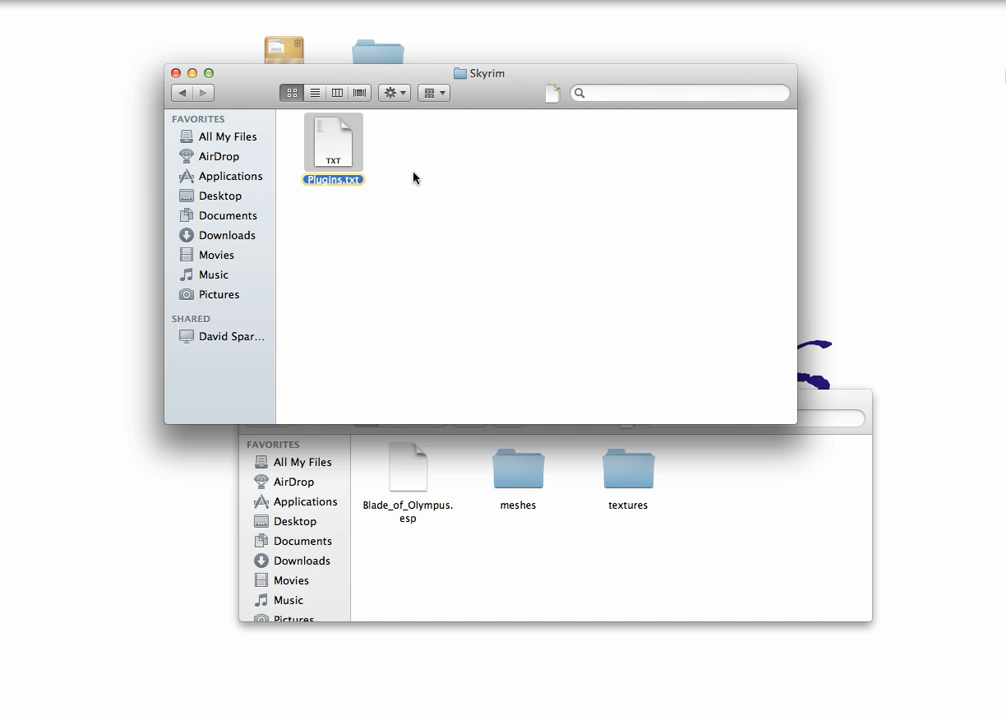 Skyrim
FAVORITES
All My Files
AirDrop
Applications
Desktop
Documents
Downloads
Movies
Music
Pictures
SHARED
David Spar...
TXT
Plugins.txt
FAVORITES
All My Files
AirDrop
Applications
Desktop
Documents
Downloads
Movies
Music
Pictures
Blade_of_Olympus.
esp
meshes
textures